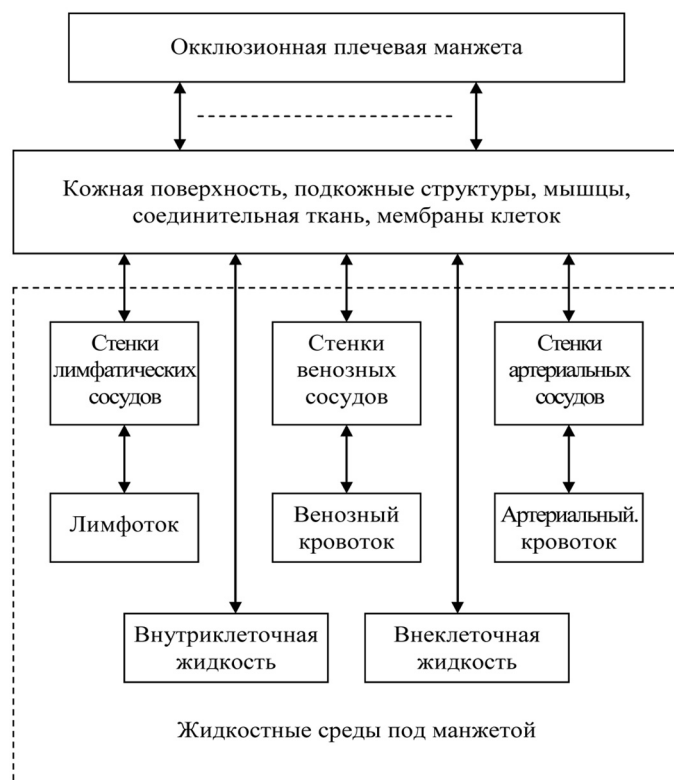 Окклюзионная плечевая манжета
Кожная поверхность, подкожные структуры, мышцы,
соединительная ткань, мембраны клеток
Стенки
лимфатических
сосудов
Стенки
венозных
сосудов
Стенки
артериальных
сосудов
Лимфоток
Венозный
кровоток
Артериальный.
кровоток
Внутриклеточная
жидкость
Внеклеточная
жидкость
Жидкостные среды под манжетой